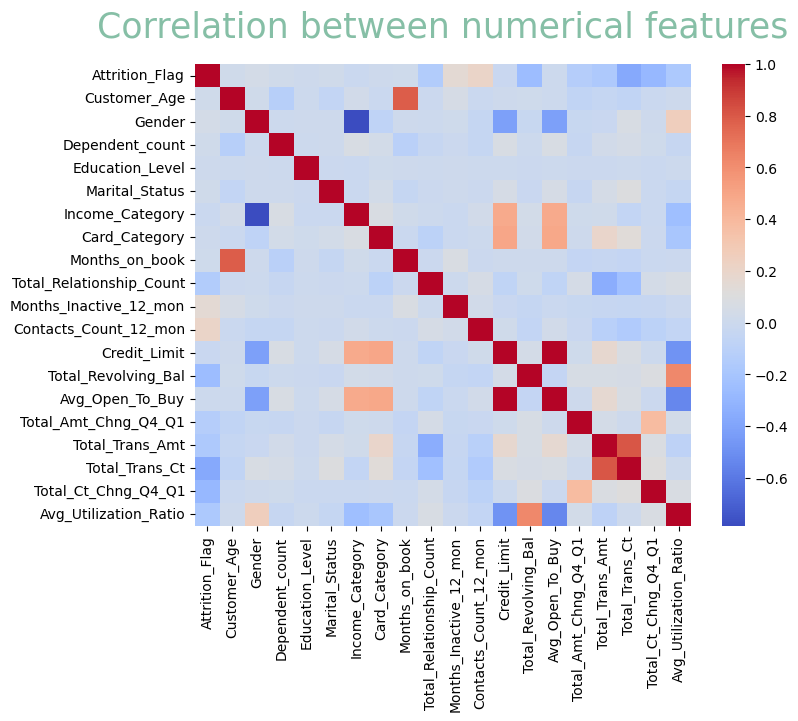 Correlation between numerical features
Attrition_Flag
Customer_Age
Gender
Dependent_count
Education_Level
Marital_Status
Income_Category
Card_Category
Months_on_book
Total_Relationship_Count
Months_Inactive_12_mon
Contacts_Count_12_mon
Credit_Limit
Total_Revolving_Bal
Avg_Open_To_Buy
Total_Amt_Chng_Q4_Q1
Total_Trans_Amt
Total_Trans_Ct
Total_Ct_Chng_Q4_Q1
Avg_Utilization_Ratio
Attrition_Flag
Customer_Age
Gender
Dependent_count
Education_Level
Marital_Status
Income_Category
Card_Category
Months_on_book
Total_Relationship_Count
Months_Inactive_12_mon
Contacts_Count_12_mon
Credit_Limit
Total_Revolving_Bal
Avg_Open_To_Buy
Total_Amt_Chng_Q4_Q1
Total_Trans_Amt
Total_Trans_Ct
Total_Ct_Chng_Q4_Q1
Avg_Utilization_Ratio
1.0
0.8
0.6
0.4
0.2
0.0
−0.2
−0.4
−0.6